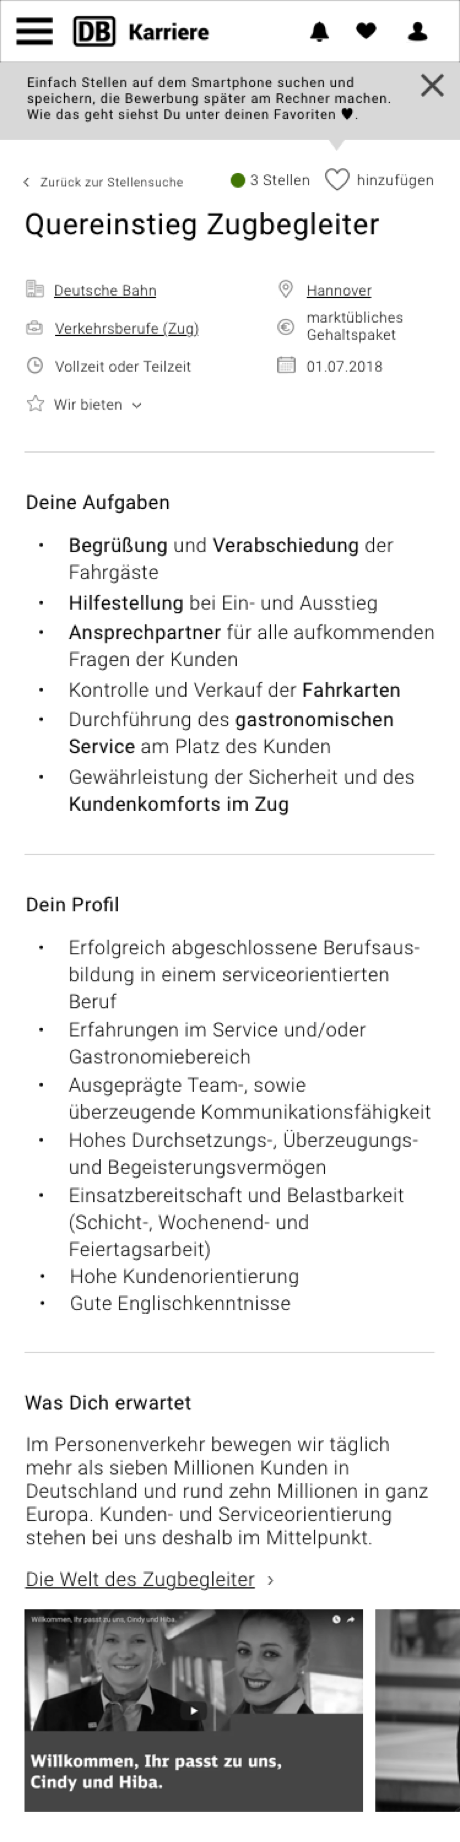 DB Karriere
Einfach Stellen auf dem Smartphone suchen und
speichern, die Bewerbung später am Rechner machen.
Wie das geht siehst Du unter deinen Favoriten ♥.
‹ Zurück zur Stellensuche
3 Stellen
hinzufügen
Quereinstieg Zugbegleiter
Deutsche Bahn
Hannover
Verkehrsberufe (Zug)
marktübliches
Gehaltspaket
Vollzeit oder Teilzeit
01.07.2018
Wir bieten
Deine Aufgaben
• Begrüßung und Verabschiedung der
Fahrgäste
• Hilfestellung bei Ein- und Ausstieg
• Ansprechpartner für alle aufkommenden
Fragen der Kunden
• Kontrolle und Verkauf der Fahrkarten
• Durchführung des gastronomischen
Service am Platz des Kunden
• Gewährleistung der Sicherheit und des
Kundenkomforts im Zug
Dein Profil
• Erfolgreich abgeschlossene Berufsaus-
bildung in einem serviceorientierten
Beruf
• Erfahrungen im Service und/oder
Gastronomiebereich
• Ausgeprägte Team-, sowie
überzeugende Kommunikationsfähigkeit
• Hohes Durchsetzungs-, Überzeugungs-
und Begeisterungsvermögen
• Einsatzbereitschaft und Belastbarkeit
(Schicht-, Wochenend- und
Feiertagsarbeit)
• Hohe Kundenorientierung
• Gute Englischkenntnisse
Was Dich erwartet
Im Personenverkehr bewegen wir täglich
mehr als sieben Millionen Kunden in
Deutschland und rund zehn Millionen in ganz
Europa. Kunden- und Serviceorientierung
stehen bei uns deshalb im Mittelpunkt.
Die Welt des Zugbegleiter ›
Willkommen, Ihr passt zu uns, Cindy und Hiba.
Willkommen, Ihr passt zu uns,
Cindy und Hiba.